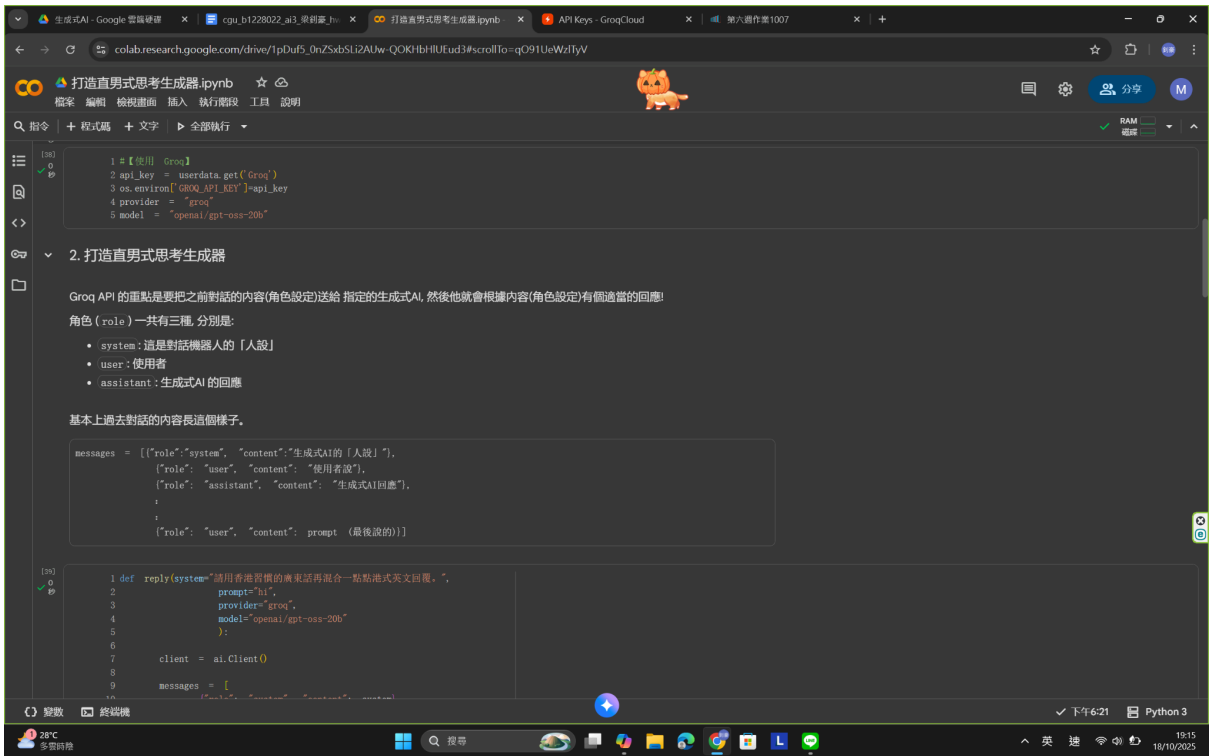 生成式AI - Google 雲端硬碟
cgu_b1228022_ai3_梁釗豪_hw
打造直男式思考生成器.ipynb -
API Keys - GroqCloud
第六週作業1007
colab.research.google.com/drive/1pDuf5_0nZSxbSLi2AUw-QOKHbHlUEud3#scrollTo=qO91UeWzlTyV
打造直男式思考生成器.ipynb
檔案 編輯 檢視畫面 插入 執行階段 工具 說明
分享
M
指令 + 程式碼 + 文字 全部執行
RAM
磁碟
[38]
0
秒
1 #【使用 Groq】
2 api_key = userdata.get('Groq')
3 os.environ['GROQ_API_KEY']=api_key
4 provider = "groq"
5 model = "openai/gpt-oss-20b"
2. 打造直男式思考生成器
Groq API 的重點是要把之前對話的內容(角色設定)送給 指定的生成式AI, 然後他就會根據內容(角色設定)有個適當的回應!
角色 ( role ) 一共有三種, 分別是:
• system : 這是對話機器人的「人設」
• user : 使用者
• assistant : 生成式AI 的回應
基本上過去對話的內容長這個樣子。
messages = [{"role":"system", "content":"生成式AI的「人設」"},
{"role": "user", "content": "使用者說"},
{"role": "assistant", "content": "生成式AI回應"},
:
:
{"role": "user", "content": prompt (最後說的)}]
[39]
0
秒
1 def reply(system="請用香港習慣的廣東話再混合一點點港式英文回覆。",
2 prompt="hi",
3 provider="groq",
4 model="openai/gpt-oss-20b"
5 ):
6
7 client = ai.Client()
8
9 messages = [
10 {"role": "system", "content": system},
變數 終端機
下午6:21 Python 3
1
28°C
多雲時陰
搜尋
英
19:15
18/10/2025